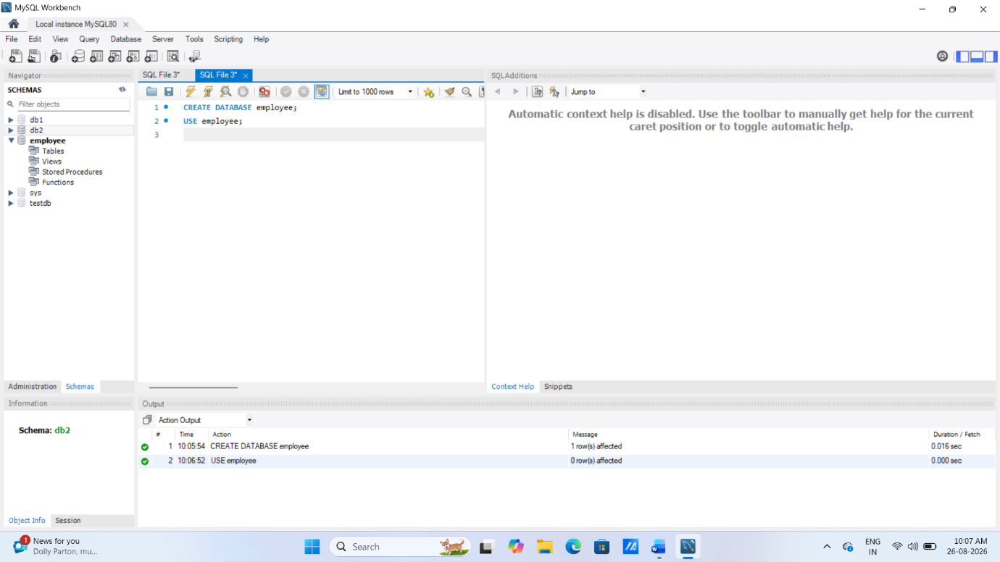 MySQL Workbench
Local instance MySQL80
File Edit View Query Database Server Tools Scripting Help
Navigator
SCHEMAS
Filter objects
db1
db2
employee
Tables
Views
Stored Procedures
Functions
sys
testdb
Administration Schemas
Information
Schema: db2
Object Info Session
SQL File 3* SQL File 3*
Limit to 1000 rows
1 CREATE DATABASE employee;
2 USE employee;
3
SQLAdditions
Jump to
Automatic context help is disabled. Use the toolbar to manually get help for the current
caret position or to toggle automatic help.
Context Help Snippets
Output
Action Output
# Time Action Message Duration / Fetch
1 10:05:54 CREATE DATABASE employee 1 row(s) affected 0.016 sec
2 10:06:52 USE employee 0 row(s) affected 0.000 sec
1 News for you
Dolly Parton, mu...
Search
ENG
IN
10:07 AM
26-08-2026